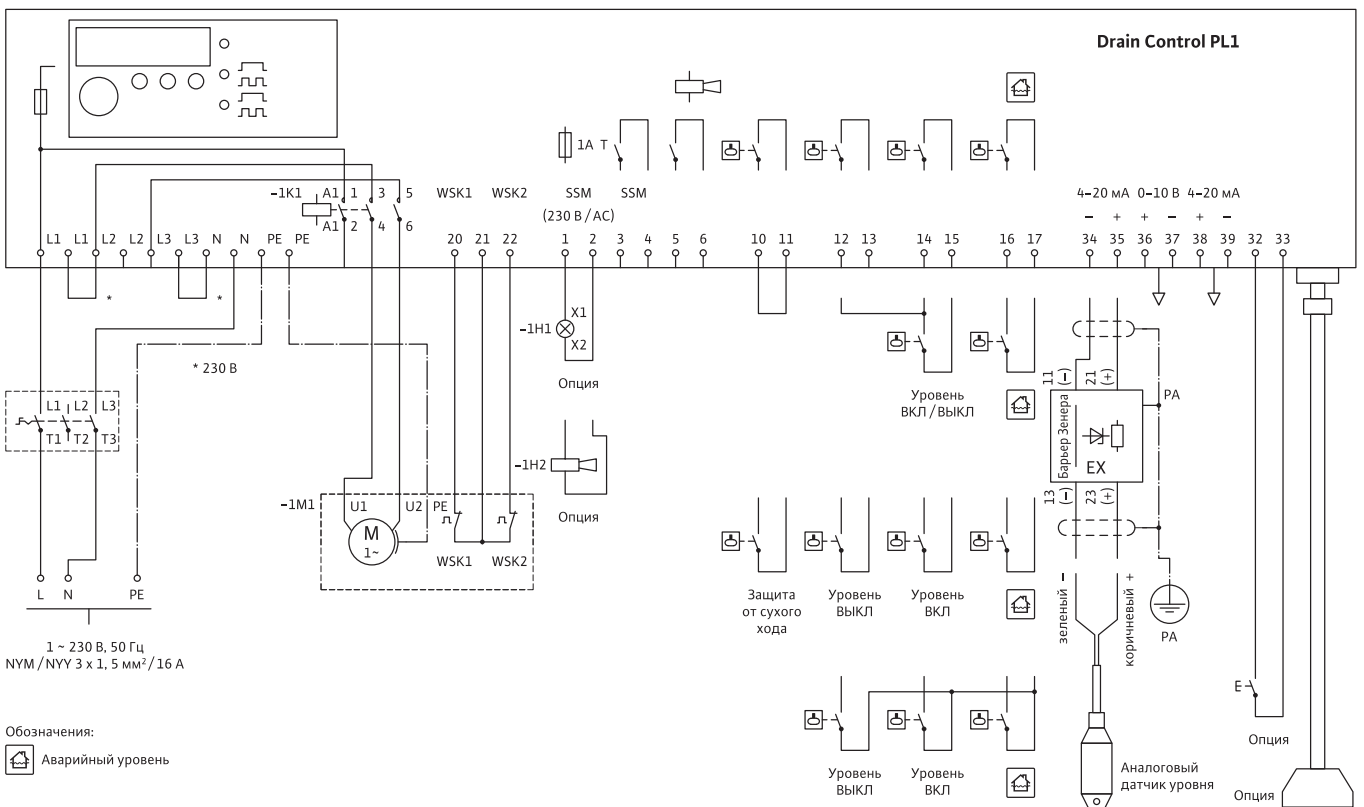 Drain Control PL1
1A T
-1K1
A1 1 3 5
WSK1 WSK2 SSM SSM
4–20 мА 0–10 В 4–20 мА
(230 В / AC)
– + + – + –
A1 2 4 6
L1 L1 L2 L2 L3 L3 N N PE PE
20 21 22 1 2 3 4 5 6 10 11 12 13 14 15 16 17 34 35 36 37 38 39 32 33
* *
* 230 В
-1H1
X1
X2
Опция
Уровень
ВКЛ / ВЫКЛ
11 (–) 21 (+)
PA
Барьер Зенера
EX
13 (–) 23 (+)
L1 L2 L3
T1 T2 T3
-1H2
Опция
-1M1
U1 U2 PE
M
1~
WSK1 WSK2
L N PE
1 ~ 230 В, 50 Гц
NYM / NYY 3 x 1, 5 мм² / 16 А
Защита
от сухого
хода
Уровень
ВЫКЛ
Уровень
ВКЛ
зеленый –
коричневый +
PA
E
Опция
Уровень
ВЫКЛ
Уровень
ВКЛ
Аналоговый
датчик уровня
Опция
Обозначения:
Аварийный уровень